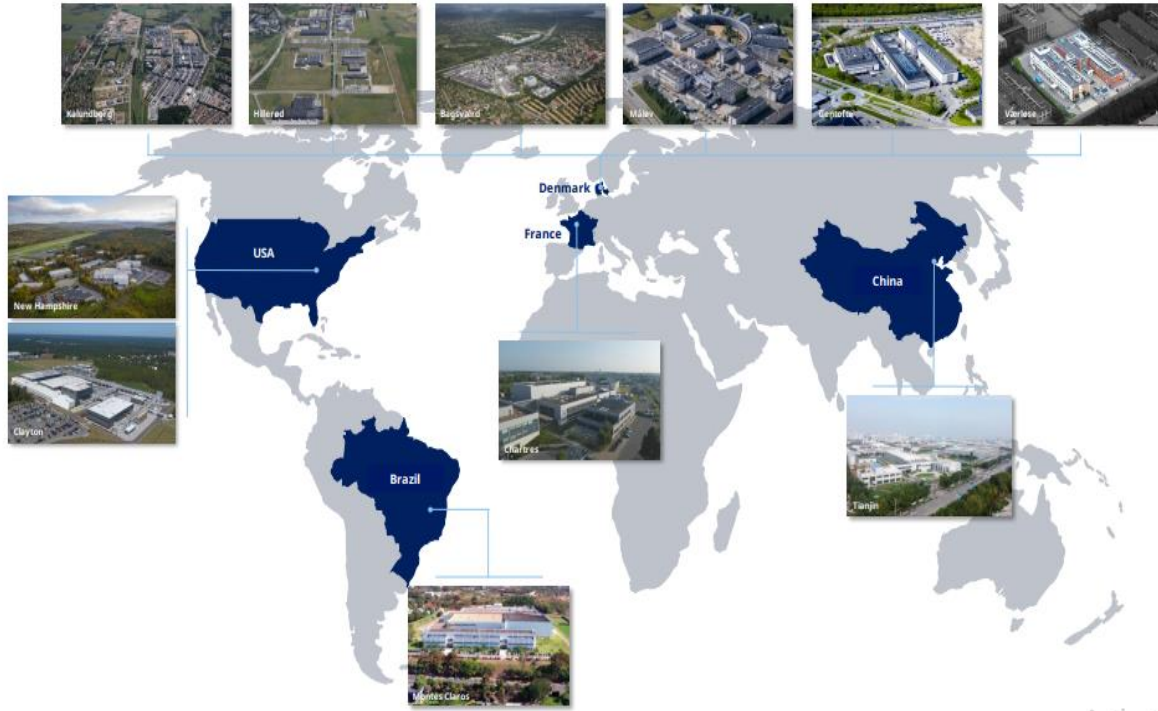 Kalundborg
Hillerød
Bagsværd
Måløv
Gentofte
Værløse
Denmark
France
USA
China
New Hampshire
Clayton
Chartres
Tianjin
Brazil
Montes Claros